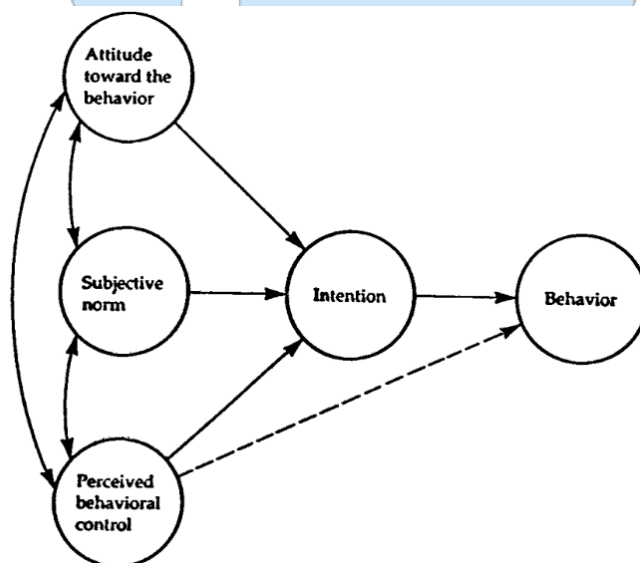 Attitude
toward the
behavior
Subjective
norm
Intention
Behavior
Perceived
behavioral
control